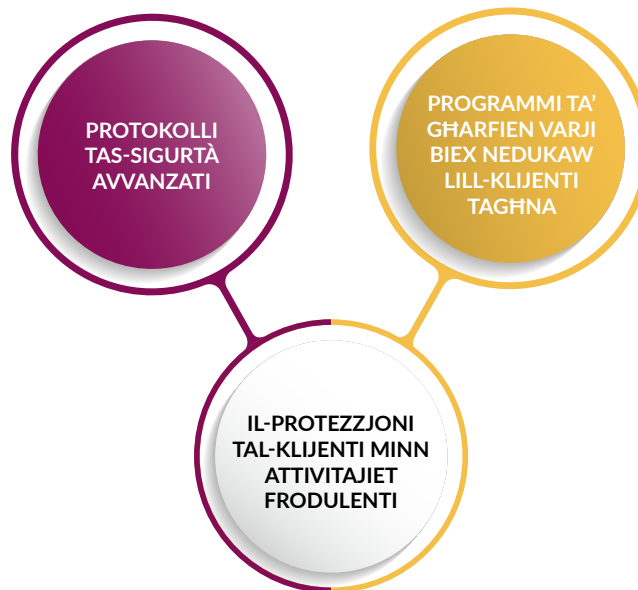 PROTOKOLLI
TAS-SIGURTÀ
AVVANZATI
PROGRAMMI TA'
GĦARFIEN VARJI
BIEX NEDUKAW
LILL-KLIJENTI
TAGĦNA
IL-PROTEZZJONI
TAL-KLIJENTI MINN
ATTIVITAJIET
FRODULENTI